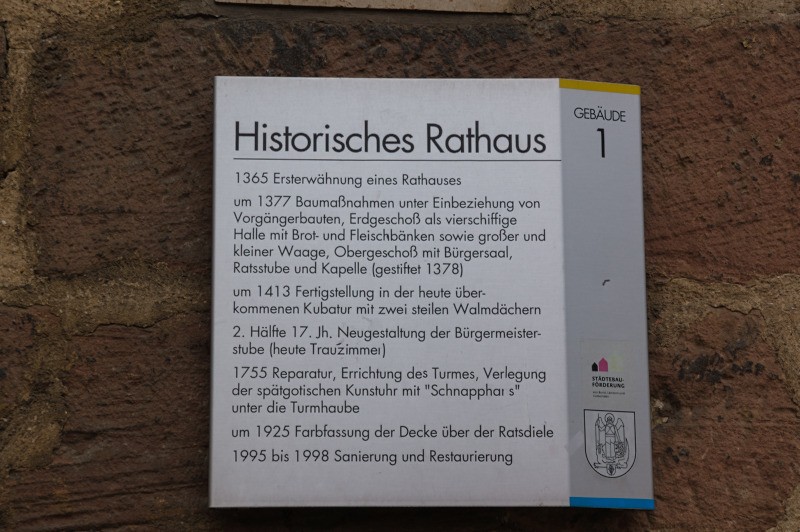 Historisches Rathaus
1365 Ersterwähnung eines Rathauses
um 1377 Baumaßnahmen unter Einbeziehung von
Vorgängerbauten, Erdgeschoß als vierschiffige
Halle mit Brot- und Fleischbänken sowie großer und
kleiner Waage, Obergeschoß mit Bürgersaal,
Ratsstube und Kapelle (gestiftet 1378)
um 1413 Fertigstellung in der heute über-
kommenen Kubatur mit zwei steilen Walmdächern
2. Hälfte 17. Jh. Neugestaltung der Bürgermeister-
stube (heute Trauzimmer)
1755 Reparatur, Errichtung des Turmes, Verlegung
der spätgotischen Kunstuhr mit "Schnapphans"
unter die Turmhaube
um 1925 Farbfassung der Decke über der Ratsdiele
1995 bis 1998 Sanierung und Restaurierung
GEBÄUDE
1
STÄDTEBAU-
FÖRDERUNG